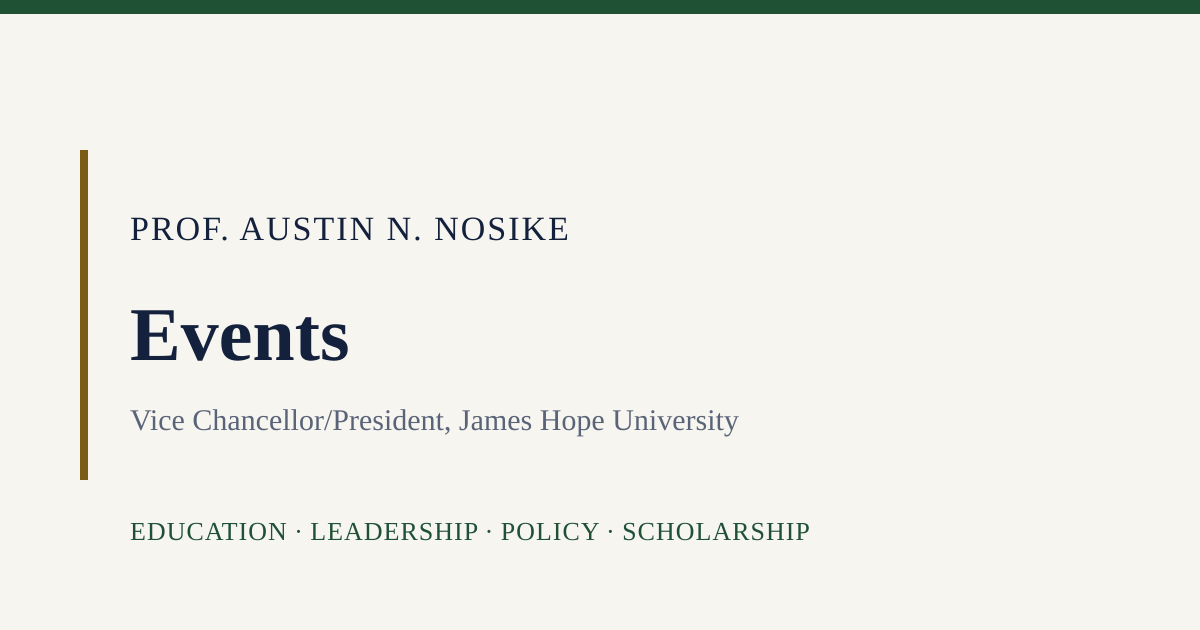 PROF. AUSTIN N. NOSIKE
Events
Vice Chancellor/President, James Hope University
EDUCATION · LEADERSHIP · POLICY · SCHOLARSHIP